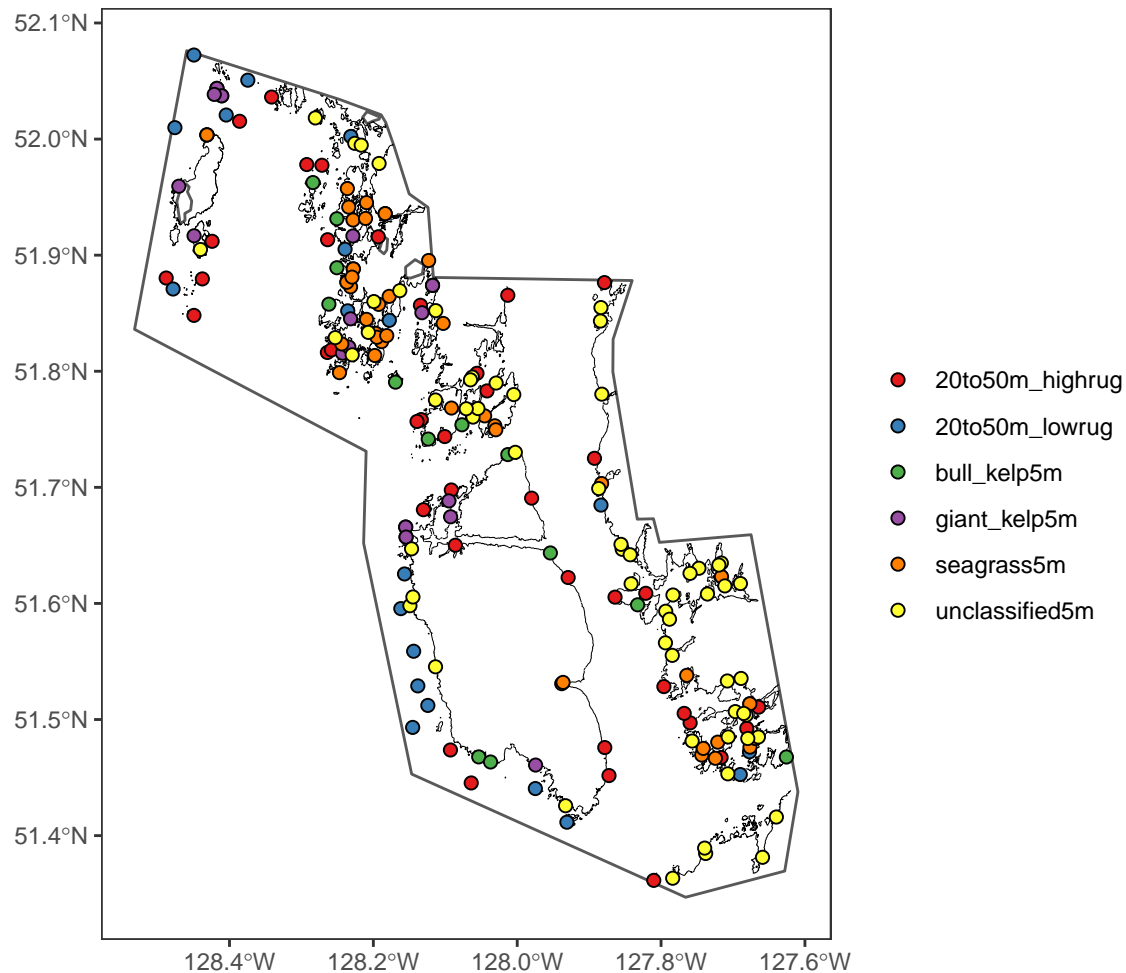 52.1°N
52.0°N
51.9°N
51.8°N
51.7°N
51.6°N
51.5°N
51.4°N
128.4°W 128.2°W 128.0°W 127.8°W 127.6°W
20to50m_highrug
20to50m_lowrug
bull_kelp5m
giant_kelp5m
seagrass5m
unclassified5m